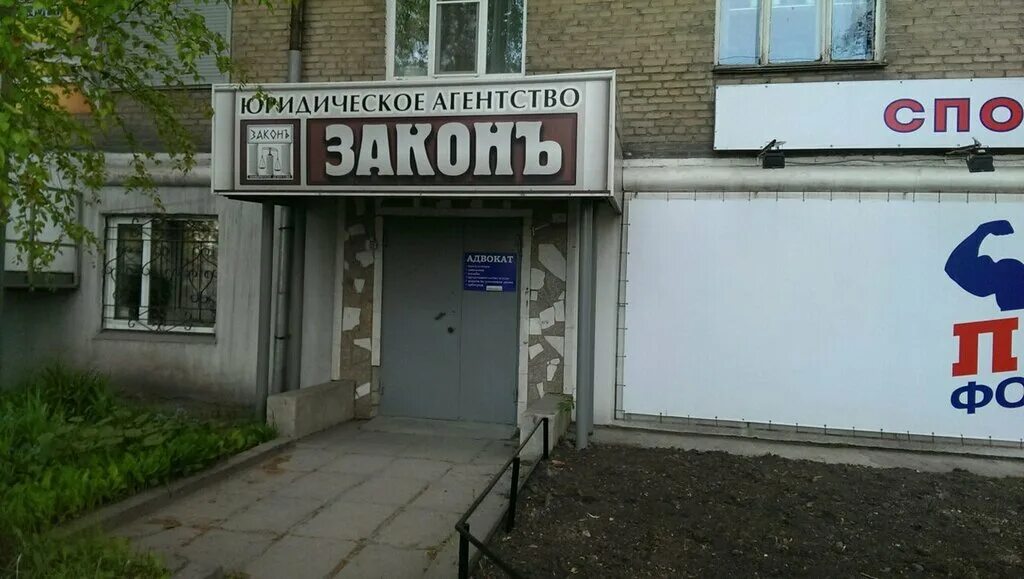 ЮРИДИЧЕСКОЕ АГЕНТСТВО
ЗАКОНЪ
ЗАКОНЪ
АДВОКАТ
СПО
П
ФО